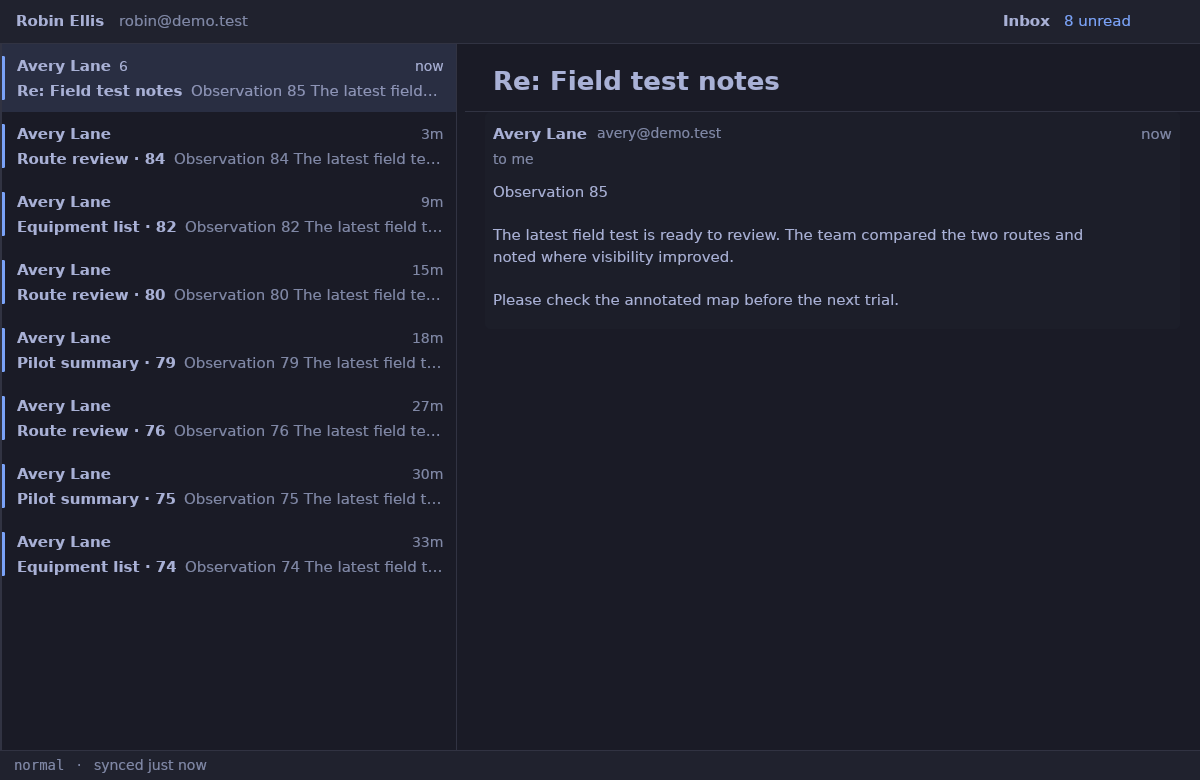 Robin Ellis robin@demo.test
Inbox 8 unread
Avery Lane 6 now
Re: Field test notes Observation 85 The latest field…
Avery Lane 3m
Route review · 84 Observation 84 The latest field te…
Avery Lane 9m
Equipment list · 82 Observation 82 The latest field t…
Avery Lane 15m
Route review · 80 Observation 80 The latest field te…
Avery Lane 18m
Pilot summary · 79 Observation 79 The latest field t…
Avery Lane 27m
Route review · 76 Observation 76 The latest field te…
Avery Lane 30m
Pilot summary · 75 Observation 75 The latest field t…
Avery Lane 33m
Equipment list · 74 Observation 74 The latest field t…
Re: Field test notes
Avery Lane avery@demo.test now
to me
Observation 85
The latest field test is ready to review. The team compared the two routes and
noted where visibility improved.
Please check the annotated map before the next trial.
normal · synced just now